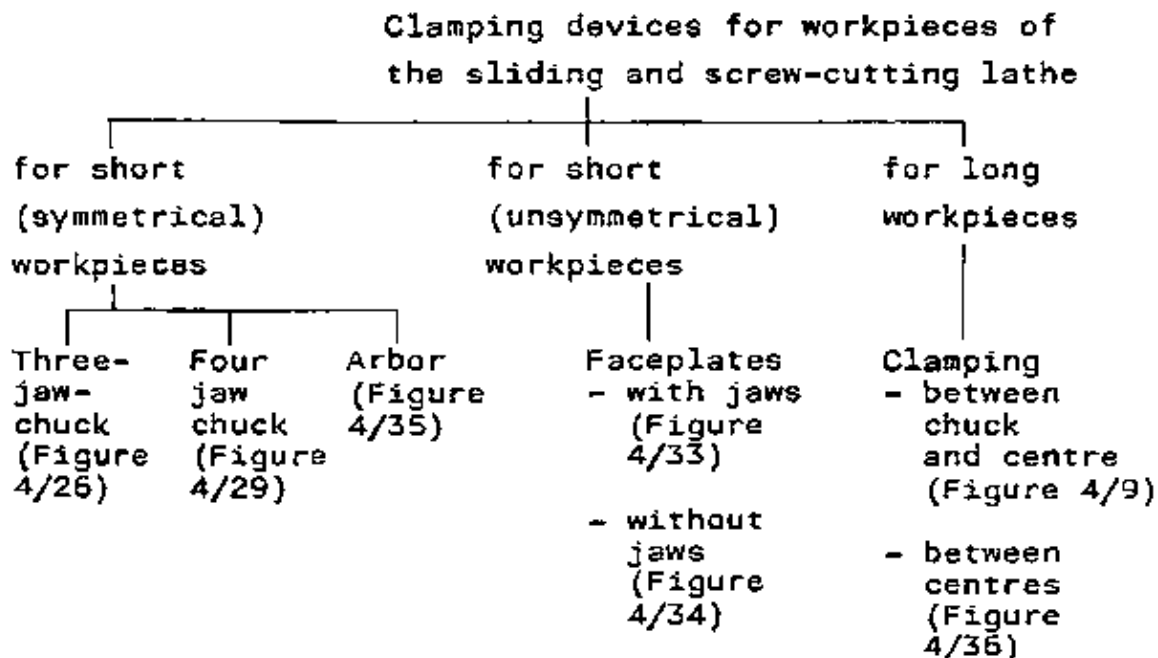 Clamping devices for workpieces of
the sliding and screw-cutting lathe
for short
(symmetrical)
workpieces
for short
(unsymmetrical)
workpieces
for long
workpieces
Three-
jaw-
chuck
(Figure
4/26)
Four
jaw
chuck
(Figure
4/29)
Arbor
(Figure
4/35)
Faceplates
- with jaws
(Figure
4/33)
- without
jaws
(Figure
4/34)
Clamping
- between
chuck
and centre
(Figure 4/9)
- between
centres
(Figure
4/36)